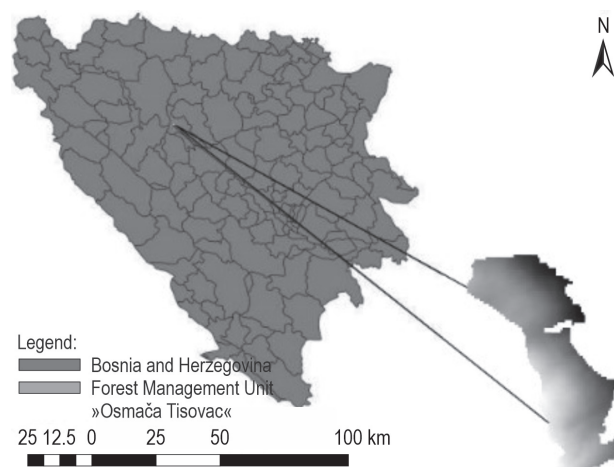 N
Legend:
Bosnia and Herzegovina
Forest Management Unit
»Osmača Tisovac«
25 12.5 0 25 50 100 km